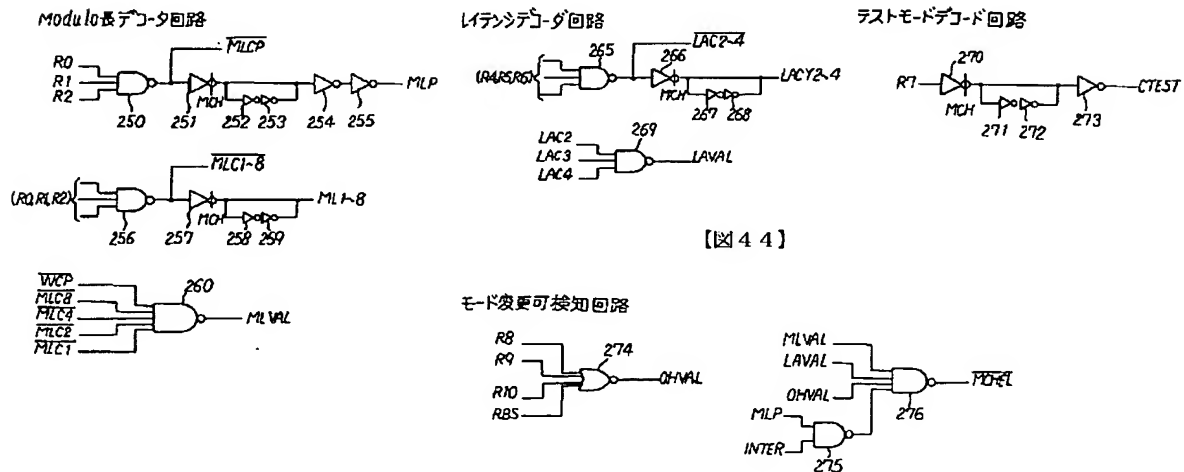 Modulo長デコーダ回路
R0
R1
R2
250
MLCP
251
MCH
252
253
254
255
MLP
(R0,R1,R2)
256
MLC1~8
257
MCH
258
259
ML1~8
WCP
MLC8
MLC4
MLC2
MLC1
260
MLVAL
レイテンシデコーダ回路
(R4,R5,R6)
265
LAC2~4
266
MCH
267
268
LACY2~4
LAC2
LAC3
LAC4
269
LAVAL
テストモードデコード回路
R7
270
MCH
271
272
273
CTEST
【図44】
モード変更可検知回路
R8
R9
R10
RBS
274
OHVAL
MLVAL
LAVAL
OHVAL
MLP
INTER
275
276